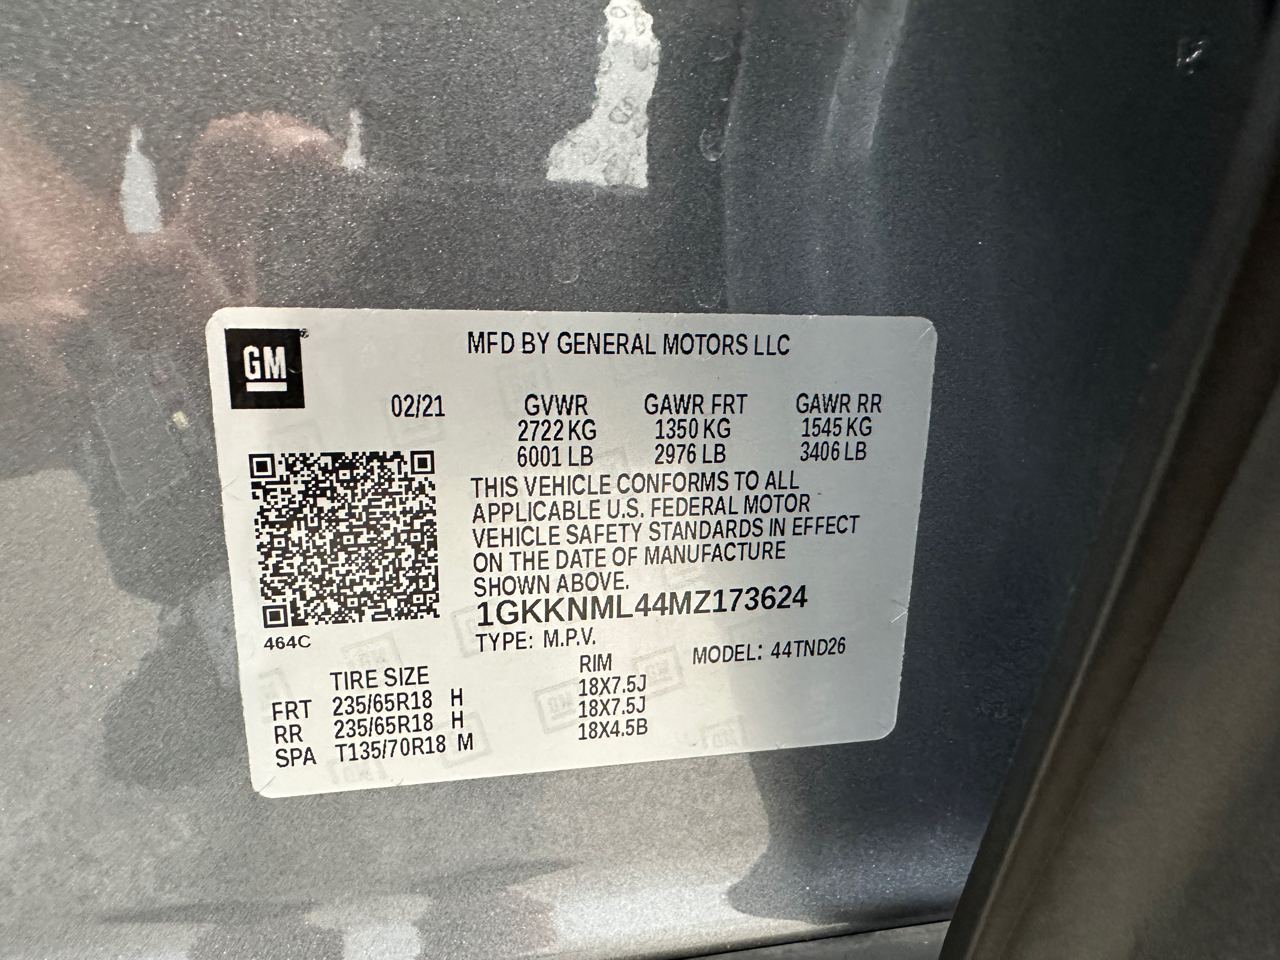 GM
MFD BY GENERAL MOTORS LLC
02/21 GVWR GAWR FRT GAWR RR
2722 KG 1350 KG 1545 KG
6001 LB 2976 LB 3406 LB
THIS VEHICLE CONFORMS TO ALL
APPLICABLE U.S. FEDERAL MOTOR
VEHICLE SAFETY STANDARDS IN EFFECT
ON THE DATE OF MANUFACTURE
SHOWN ABOVE.
1GKKNML44MZ173624
464C
TYPE: M.P.V. MODEL: 44TND26
TIRE SIZE RIM
FRT 235/65R18 H 18X7.5J
RR 235/65R18 H 18X7.5J
SPA T135/70R18 M 18X4.5B